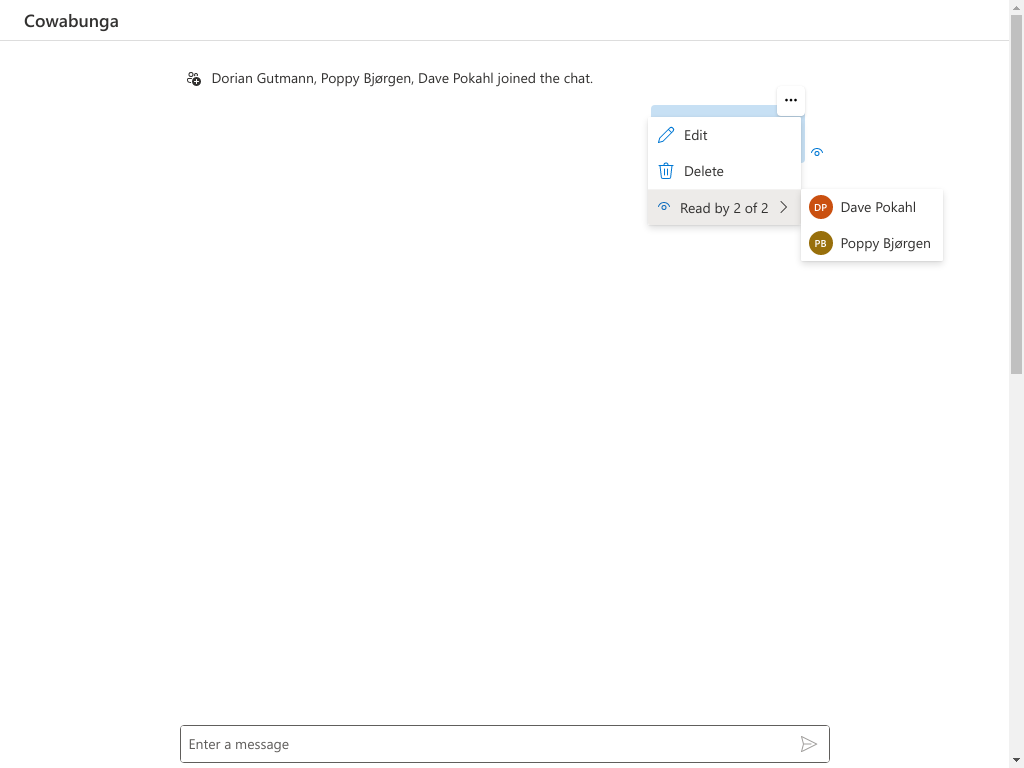 Cowabunga
Dorian Gutmann, Poppy Bjørgen, Dave Pokahl joined the chat.
Edit
Delete
Read by 2 of 2
DP Dave Pokahl
PB Poppy Bjørgen
Enter a message